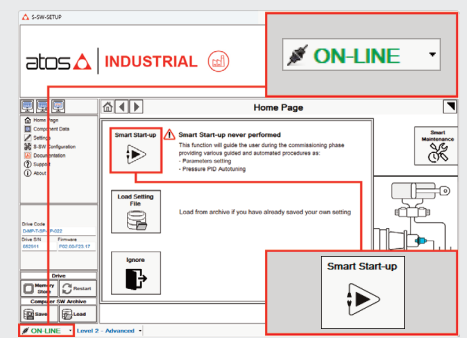 S-SW-SETUP
atos
INDUSTRIAL
ON-LINE
Home Page
Home Page
Component Data
Settings
S-SW Configuration
Documentation
Support
About
Smart Start-up
Smart Start-up never performed
This function will guide the user during the commissioning phase
providing various guided and automated procedures as:
- Parameters setting
- Pressure PID Autotuning
Smart
Maintenance
Load Setting
File
Load from archive if you have already saved your own setting
Ignore
Drive Code
Drive S/N Firmware
Drive
Memory
Store
Restart
Computer SW Archive
Save
Load
ON-LINE
Level 2 - Advanced
Smart Start-up